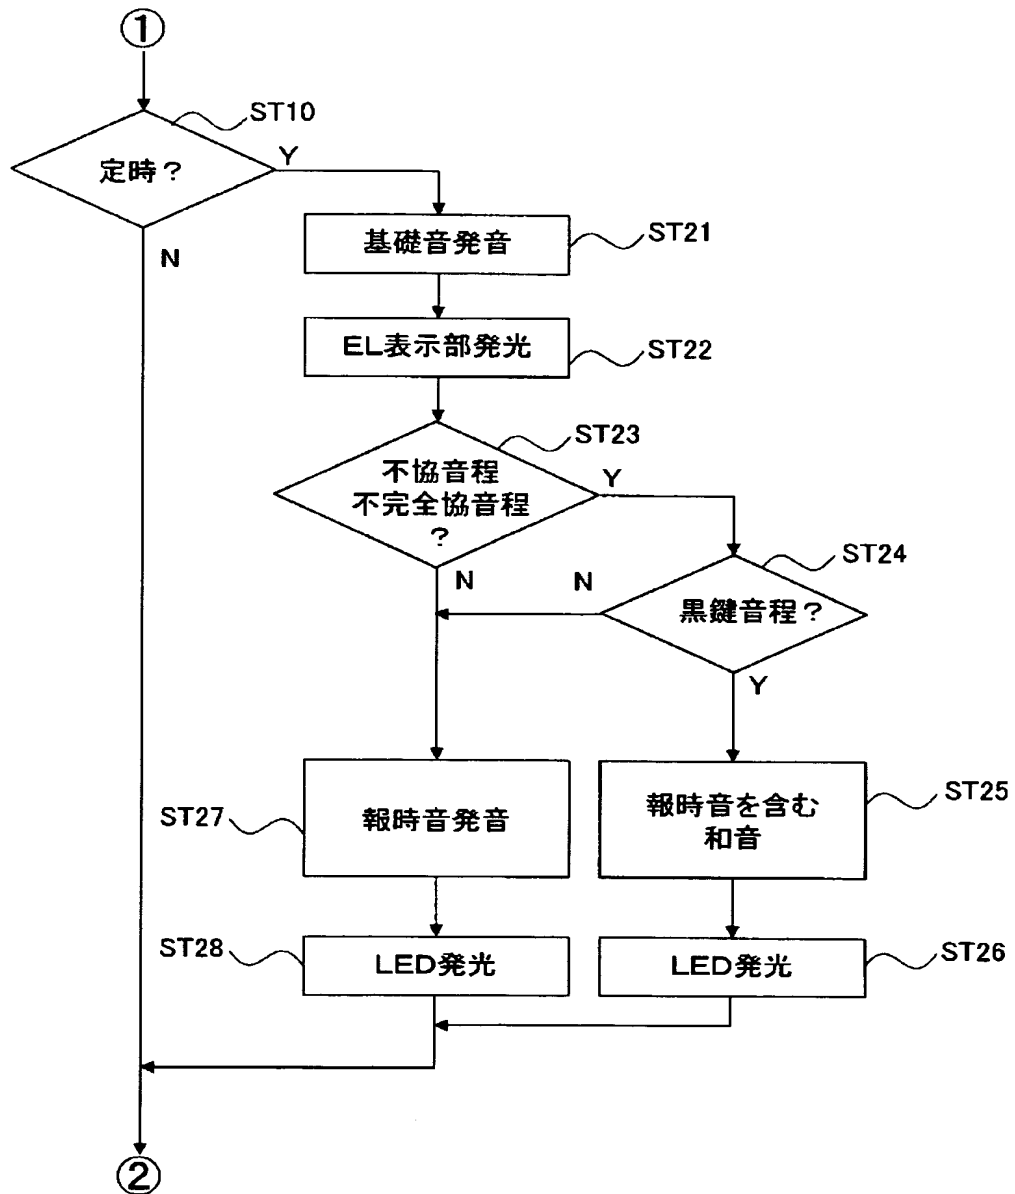 ①
ST10
定時？
Y
N
基礎音発音
ST21
EL表示部発光
ST22
ST23
不協音程
不完全協音程
？
Y
N
ST24
黒鍵音程？
N
Y
ST27
報時音発音
報時音を含む
和音
ST25
ST28
LED発光
LED発光
ST26
②